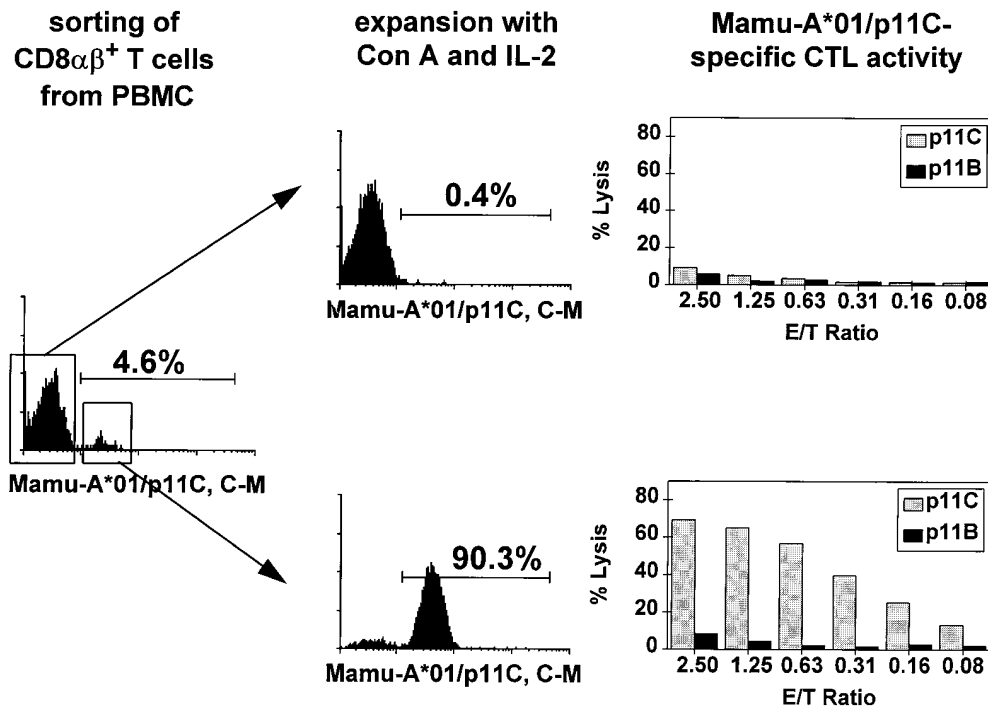 sorting of
CD8αβ⁺ T cells
from PBMC
expansion with
Con A and IL-2
Mamu-A*01/p11C-
specific CTL activity
4.6%
Mamu-A*01/p11C, C-M
0.4%
Mamu-A*01/p11C, C-M
% Lysis
80
60
40
20
0
p11C
p11B
2.50 1.25 0.63 0.31 0.16 0.08
E/T Ratio
90.3%
Mamu-A*01/p11C, C-M
% Lysis
80
60
40
20
0
p11C
p11B
2.50 1.25 0.63 0.31 0.16 0.08
E/T Ratio